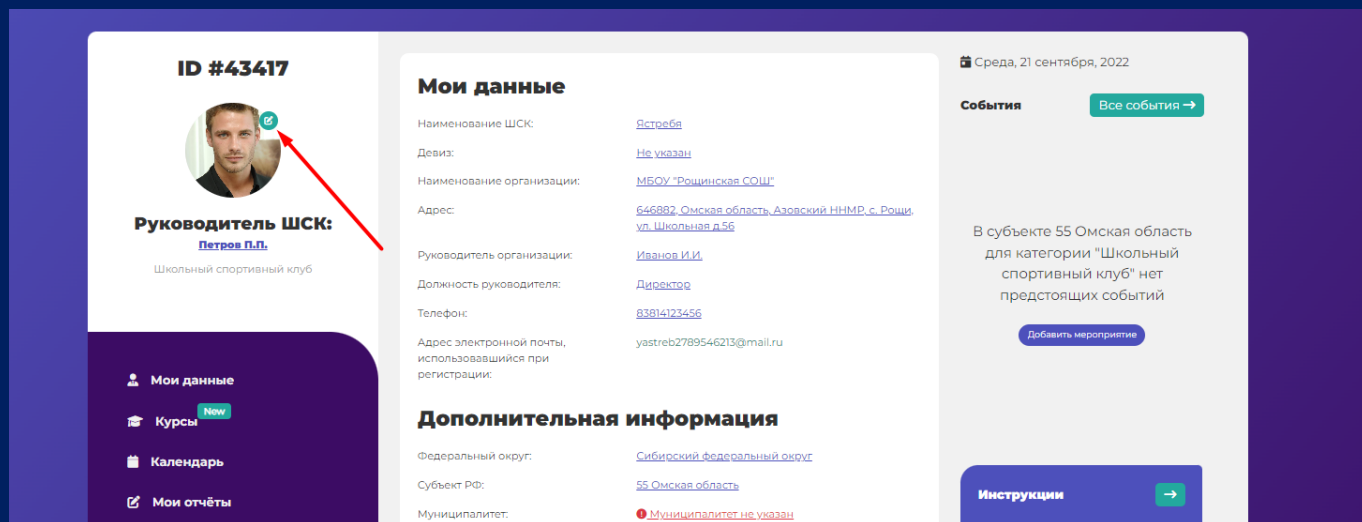 ID #43417
Руководитель ШСК:
Петров П.П.
Школьный спортивный клуб
Мои данные
Курсы New
Календарь
Мои отчёты
Мои данные
Наименование ШСК: Ястребя
Девиз: Не указан
Наименование организации: МБОУ "Рощинская СОШ"
Адрес: 646882, Омская область, Азовский ННМР, с. Рощи,
ул. Школьная д.56
Руководитель организации: Иванов И.И.
Должность руководителя: Директор
Телефон: 83814123456
Адрес электронной почты, yastreb2789546213@mail.ru
использовавшийся при
регистрации:
Дополнительная информация
Федеральный округ: Сибирский федеральный округ
Субъект РФ: 55 Омская область
Муниципалитет: Муниципалитет не указан
Среда, 21 сентября, 2022
События Все события →
В субъекте 55 Омская область
для категории "Школьный
спортивный клуб" нет
предстоящих событий
Добавить мероприятие
Инструкции →